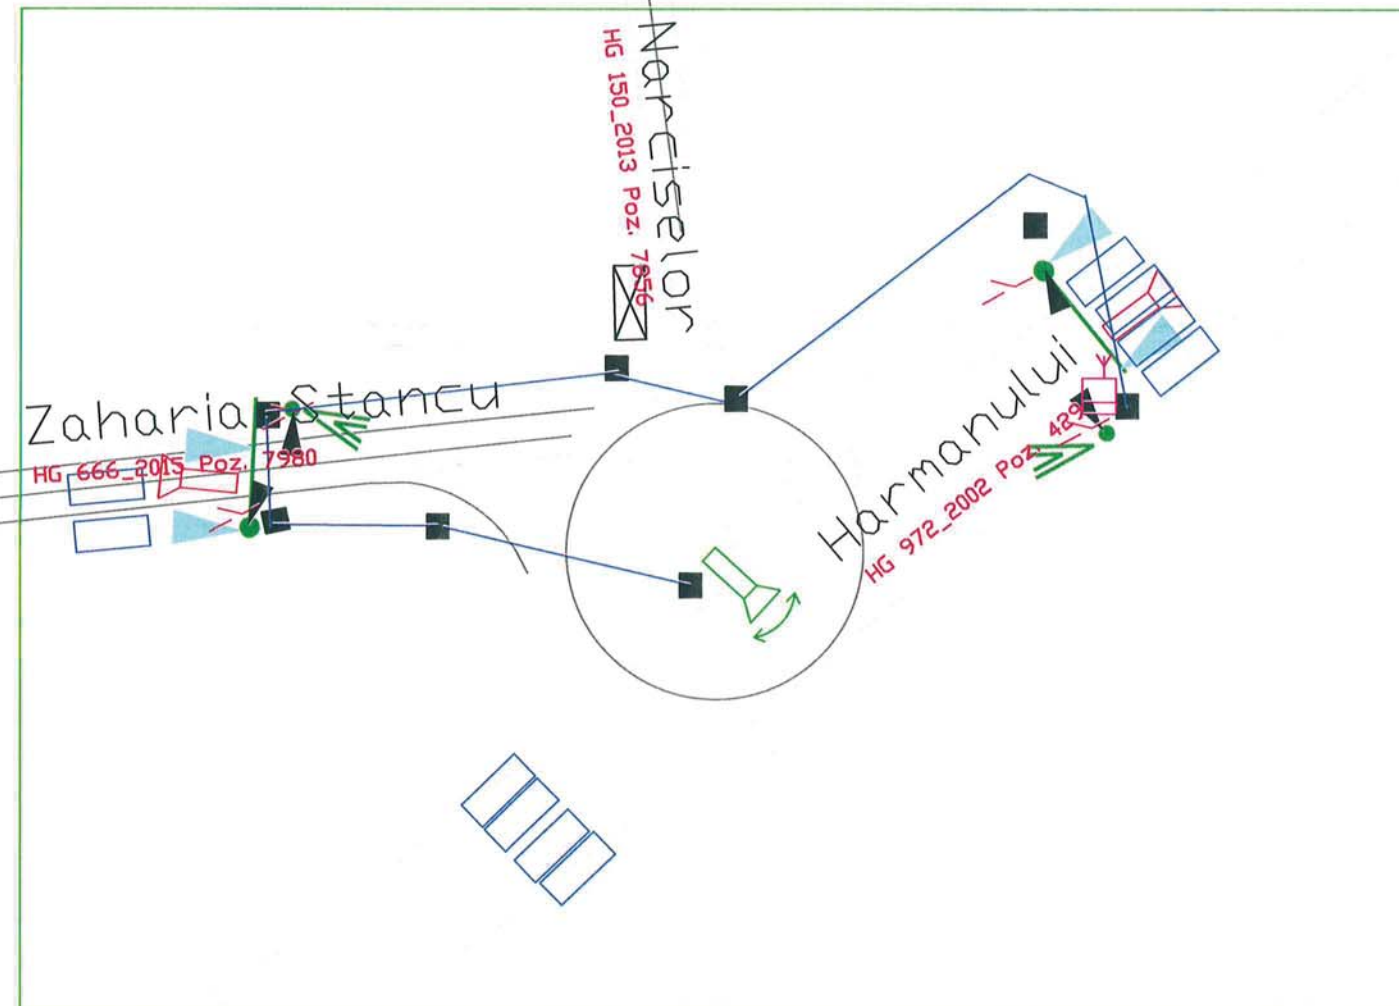 Narciselor
HG 150_2013 Poz. 7856
Zaharia Stancu
HG 666_2015 Poz. 7980
Harmanului
HG 972_2002 Poz. 429